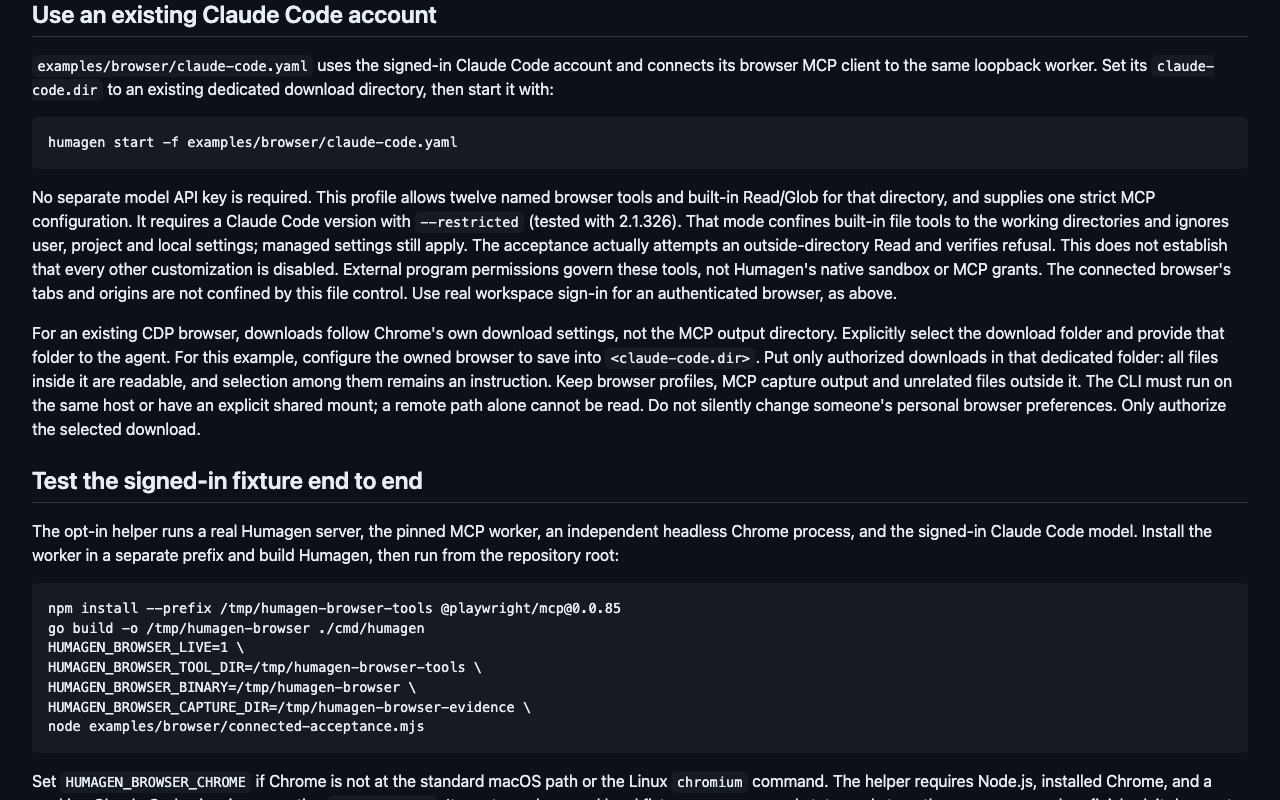 Use an existing Claude Code account
examples/browser/claude-code.yaml uses the signed-in Claude Code account and connects its browser MCP client to the same loopback worker. Set its claude-
code.dir to an existing dedicated download directory, then start it with:
humagen start -f examples/browser/claude-code.yaml
No separate model API key is required. This profile allows twelve named browser tools and built-in Read/Glob for that directory, and supplies one strict MCP
configuration. It requires a Claude Code version with --restricted (tested with 2.1.326). That mode confines built-in file tools to the working directories and ignores
user, project and local settings; managed settings still apply. The acceptance actually attempts an outside-directory Read and verifies refusal. This does not establish
that every other customization is disabled. External program permissions govern these tools, not Humagen's native sandbox or MCP grants. The connected browser's
tabs and origins are not confined by this file control. Use real workspace sign-in for an authenticated browser, as above.
For an existing CDP browser, downloads follow Chrome's own download settings, not the MCP output directory. Explicitly select the download folder and provide that
folder to the agent. For this example, configure the owned browser to save into <claude-code.dir>. Put only authorized downloads in that dedicated folder: all files
inside it are readable, and selection among them remains an instruction. Keep browser profiles, MCP capture output and unrelated files outside it. The CLI must run on
the same host or have an explicit shared mount; a remote path alone cannot be read. Do not silently change someone's personal browser preferences. Only authorize
the selected download.
Test the signed-in fixture end to end
The opt-in helper runs a real Humagen server, the pinned MCP worker, an independent headless Chrome process, and the signed-in Claude Code model. Install the
worker in a separate prefix and build Humagen, then run from the repository root:
npm install --prefix /tmp/humagen-browser-tools @playwright/mcp@0.0.85
go build -o /tmp/humagen-browser ./cmd/humagen
HUMAGEN_BROWSER_LIVE=1 \
HUMAGEN_BROWSER_TOOL_DIR=/tmp/humagen-browser-tools \
HUMAGEN_BROWSER_BINARY=/tmp/humagen-browser \
HUMAGEN_BROWSER_CAPTURE_DIR=/tmp/humagen-browser-evidence \
node examples/browser/connected-acceptance.mjs
Set HUMAGEN_BROWSER_CHROME if Chrome is not at the standard macOS path or the Linux chromium command. The helper requires Node.js, installed Chrome, and a